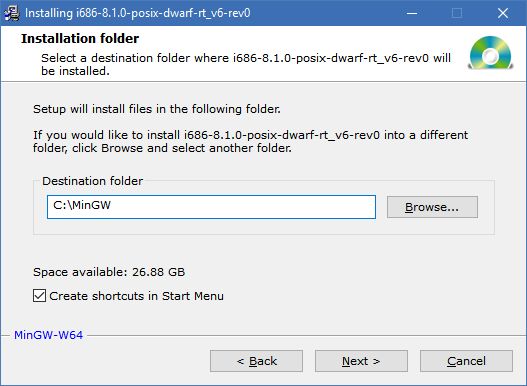 Installing i686-8.1.0-posix-dwarf-rt_v6-rev0
Installation folder
Select a destination folder where i686-8.1.0-posix-dwarf-rt_v6-rev0 will
be installed.
Setup will install files in the following folder.
If you would like to install i686-8.1.0-posix-dwarf-rt_v6-rev0 into a different
folder, click Browse and select another folder.
Destination folder
C:\MinGW
Browse...
Space available: 26.88 GB
Create shortcuts in Start Menu
MinGW-W64
< Back
Next >
Cancel